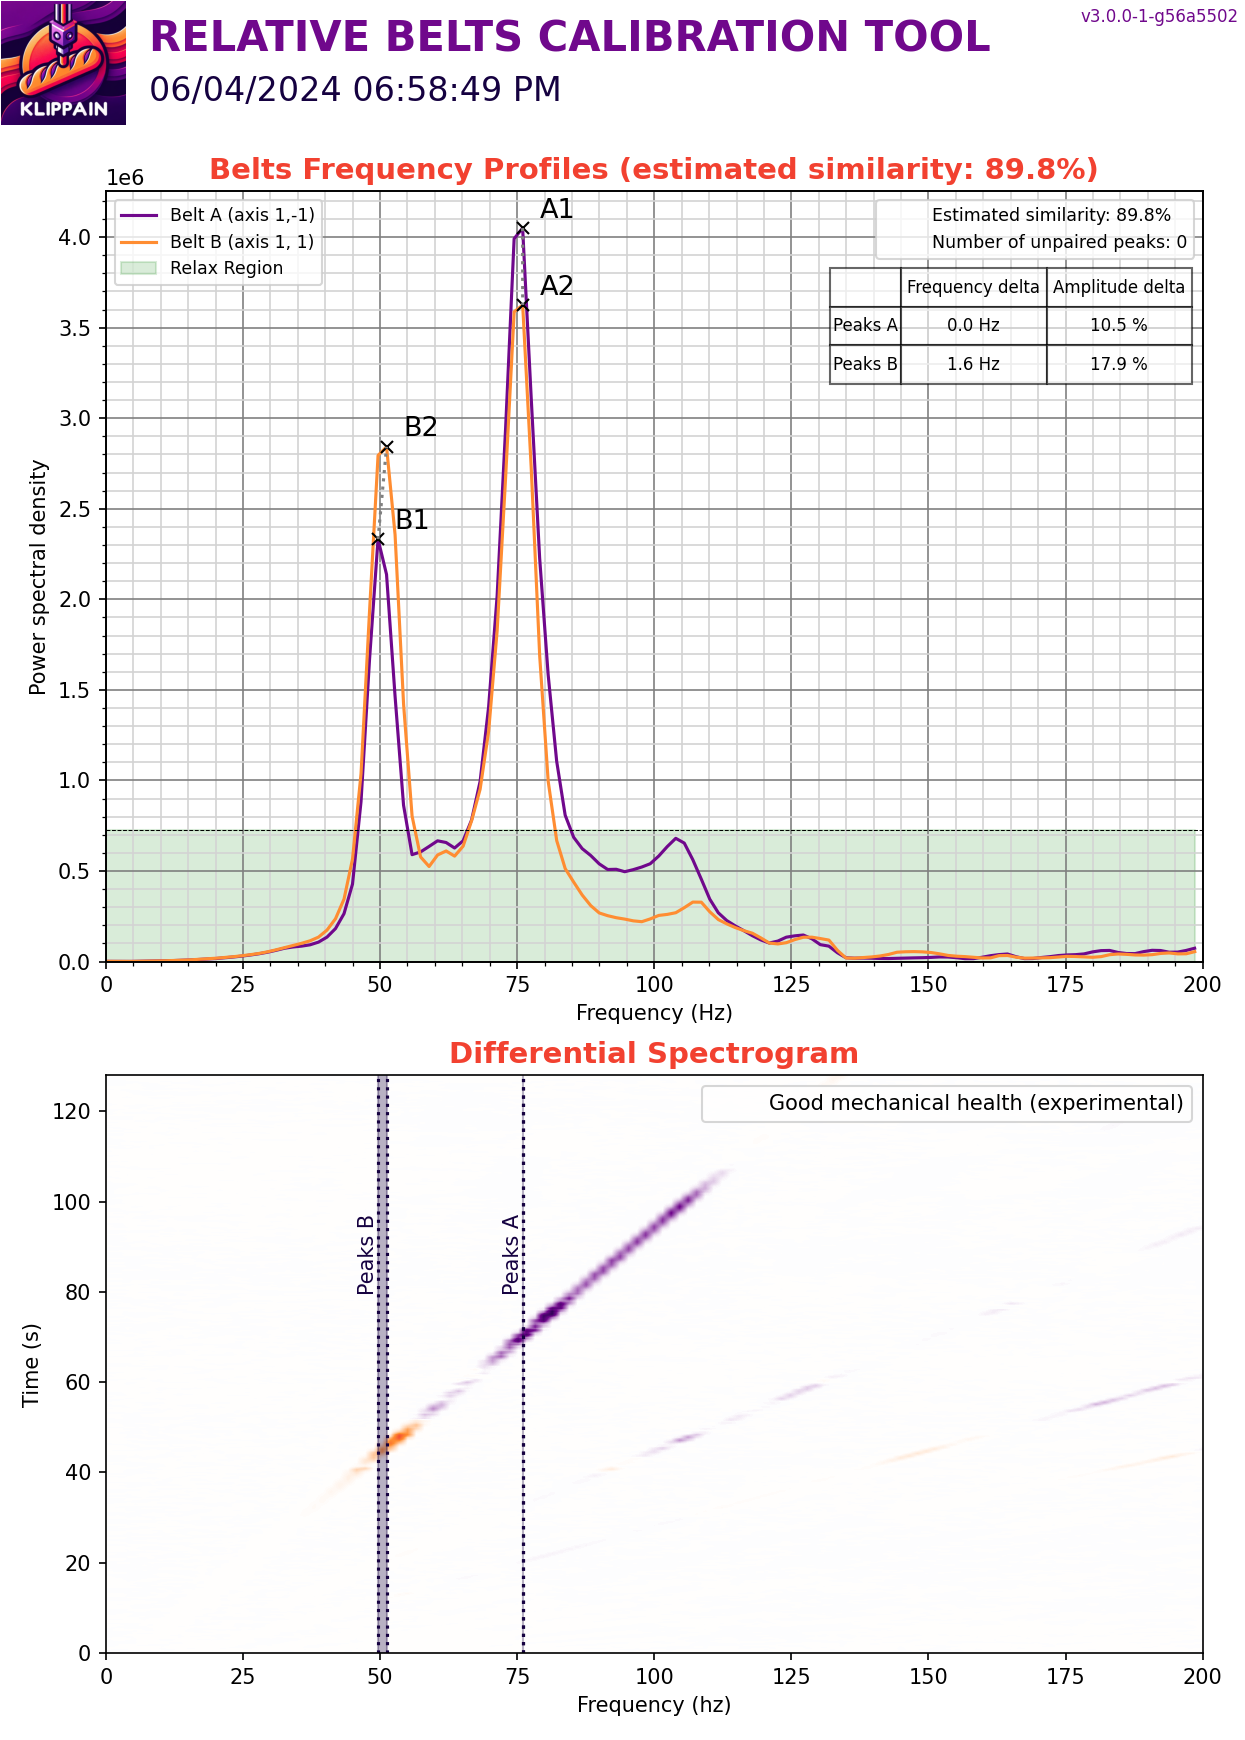 v3.0.0-1-g56a5502
RELATIVE BELTS CALIBRATION TOOL
06/04/2024 06:58:49 PM
KLIPPAIN
Belts Frequency Profiles (estimated similarity: 89.8%)
1e6
Belt A (axis 1,-1)
Belt B (axis 1, 1)
Relax Region
Estimated similarity: 89.8%
Number of unpaired peaks: 0
Frequency delta Amplitude delta
Peaks A 0.0 Hz 10.5 %
Peaks B 1.6 Hz 17.9 %
A1
A2
B2
B1
4.0
3.5
3.0
2.5
2.0
1.5
1.0
0.5
0.0
Power spectral density
0 25 50 75 100 125 150 175 200
Frequency (Hz)
Differential Spectrogram
Good mechanical health (experimental)
Peaks B
Peaks A
120
100
80
60
40
20
0
Time (s)
0 25 50 75 100 125 150 175 200
Frequency (hz)